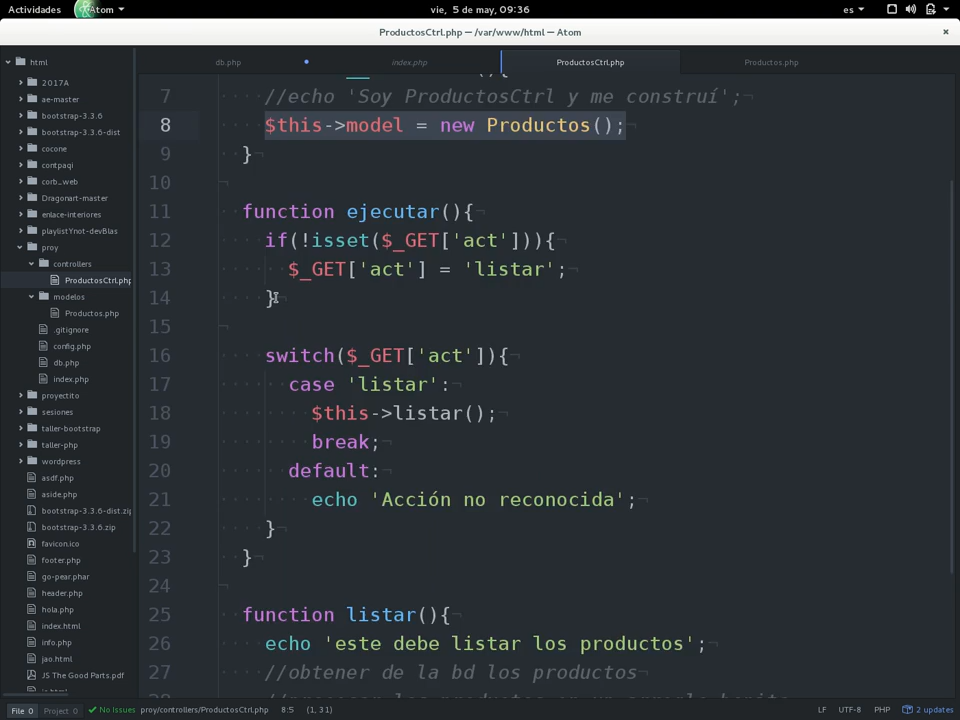 Actividades Atom vie, 5 de may, 09:36 es
ProductosCtrl.php — /var/www/html — Atom
html
2017A
ae-master
bootstrap-3.3.6
bootstrap-3.3.6-dist
cocone
contpaqi
corb_web
Dragonart-master
enlace-interiores
playlistYnot-devBlas
proy
controllers
ProductosCtrl.php
modelos
Productos.php
.gitignore
config.php
db.php
index.php
proyectito
sesiones
taller-bootstrap
taller-php
wordpress
asdf.php
aside.php
bootstrap-3.3.6-dist.zip
bootstrap-3.3.6.zip
favicon.ico
footer.php
go-pear.phar
header.php
hola.php
index.html
info.php
jao.html
JS The Good Parts.pdf
db.php index.php ProductosCtrl.php Productos.php
7 //echo 'Soy ProductosCtrl y me construí';
8 $this->model = new Productos();
9 }
10
11 function ejecutar(){
12 if(!isset($_GET['act'])){
13 $_GET['act'] = 'listar';
14 }
15
16 switch($_GET['act']){
17 case 'listar':
18 $this->listar();
19 break;
20 default:
21 echo 'Acción no reconocida';
22 }
23 }
24
25 function listar(){
26 echo 'este debe listar los productos';
27 //obtener de la bd los productos
File 0 Project 0 No Issues proy/controllers/ProductosCtrl.php 8:5 (1, 31) LF UTF-8 PHP 2 updates